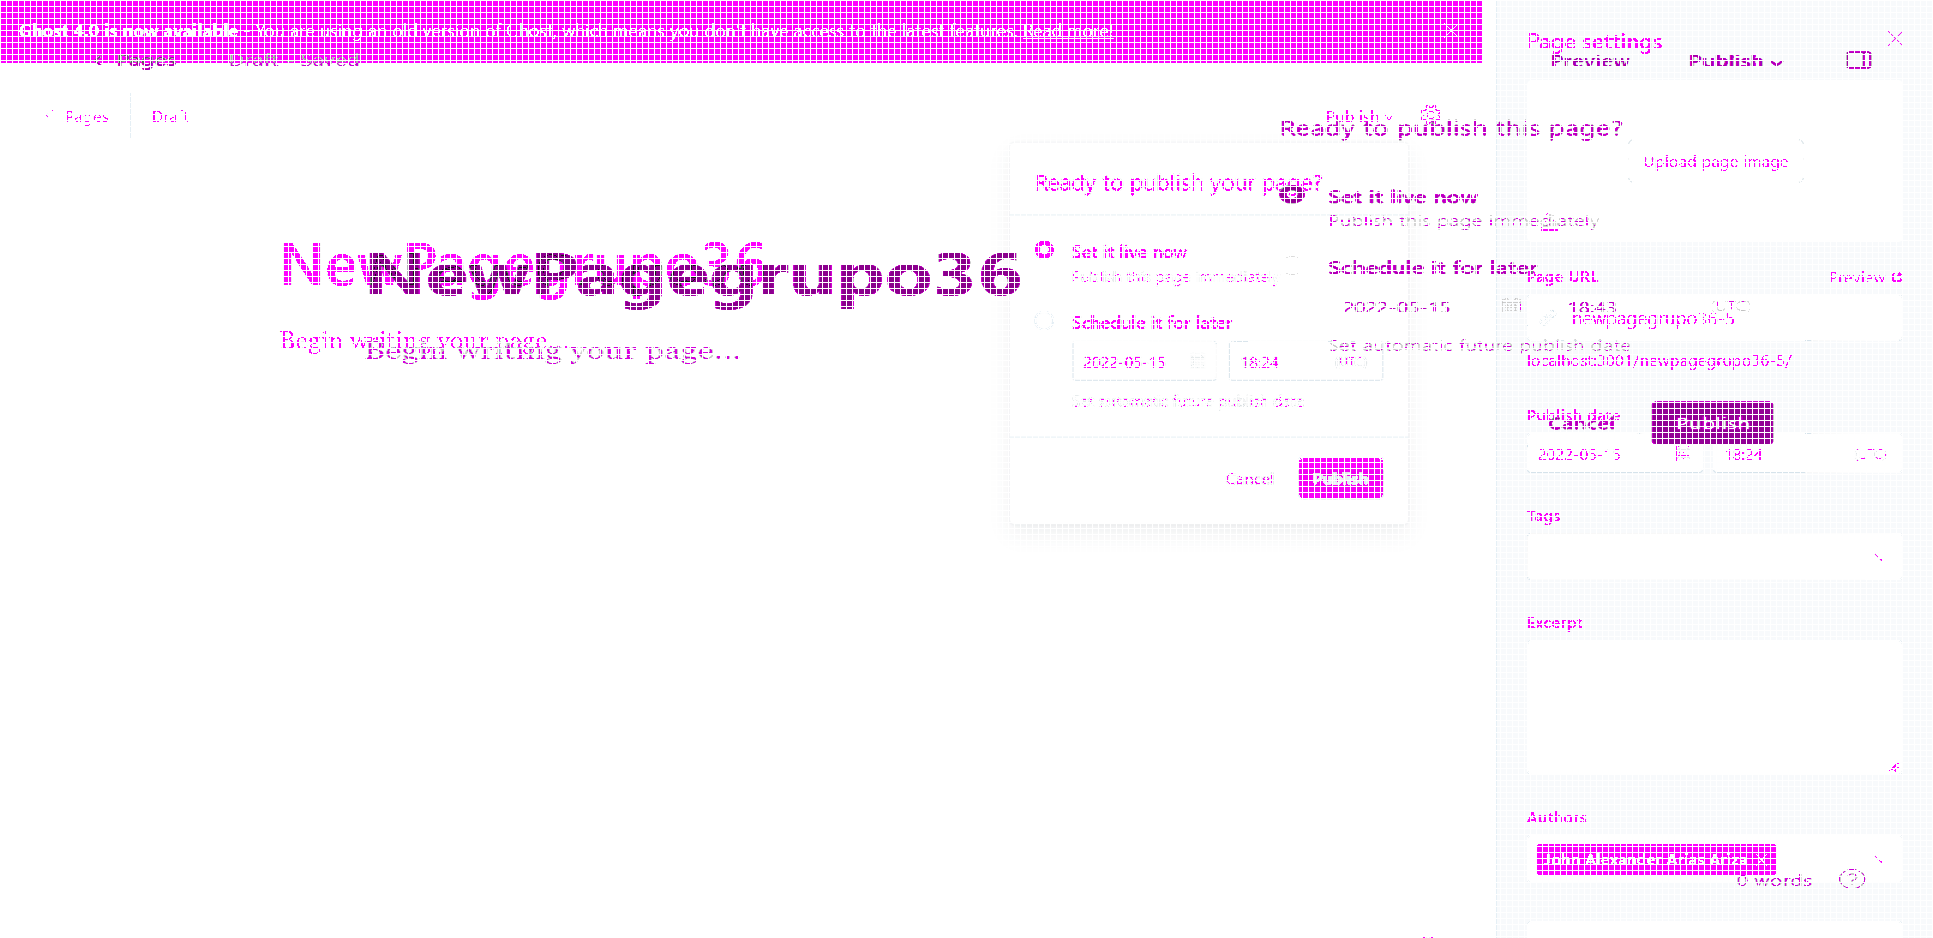 Ghost 4.0 is now available - You are using an old version of Ghost, which means you don't have access to the latest features. Read more!
Page settings
Pages Draft - Saved
Preview Publish
Pages Draft
Publish
Ready to publish this page?
Upload page image
Ready to publish your page?
Set it live now
Publish this page immediately
NewPagegrupo36
NewPagegrupo36
Set it live now
Publish this page immediately
Schedule it for later
Page URL Preview
2022-05-15 18:43 (UTC)
newpagegrupo36-5
Schedule it for later
Begin writing your page...
Begin writing your page...
Set automatic future publish date
2022-05-15 18:24 (UTC)
localhost:3001/newpagegrupo36-5/
Set automatic future publish date
Publish date
Cancel Publish
2022-05-15 18:24 (UTC)
Cancel Publish
Tags
Excerpt
Authors
John Alexander Arias Ariza ×
0 words ?